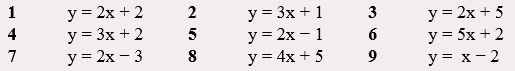 1 y = 2x + 2 2 y = 3x + 1 3 y = 2x + 5
4 y = 3x + 2 5 y = 2x − 1 6 y = 5x + 2
7 y = 2x − 3 8 y = 4x + 5 9 y = x − 2